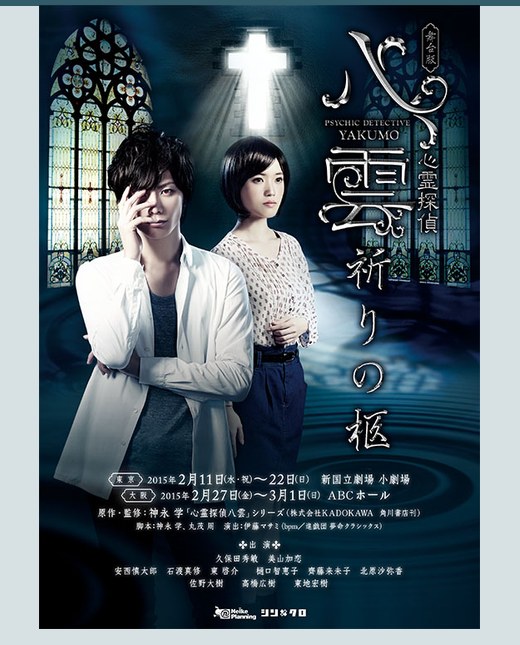 舞台版
心霊探偵
八雲
PSYCHIC DETECTIVE
YAKUMO
祈りの柩
東京 2015年2月11日(水・祝)〜22日(日) 新国立劇場 小劇場
大阪 2015年2月27日(金)〜3月1日(日) ABCホール
原作・監修：神永 学「心霊探偵八雲」シリーズ(株式会社KADOKAWA 角川書店刊)
脚本：神永 学、丸茂 周 演出：伊藤マサミ(bpm/進戯団 夢命クラシックス)
出演
久保田秀敏 美山加恋
安西慎太郎 石渡真修 東 啓介 樋口智恵子 齊藤来未子 北原沙弥香
佐野大樹 高橋広樹 東地宏樹
Nelke Planning シン&クロ